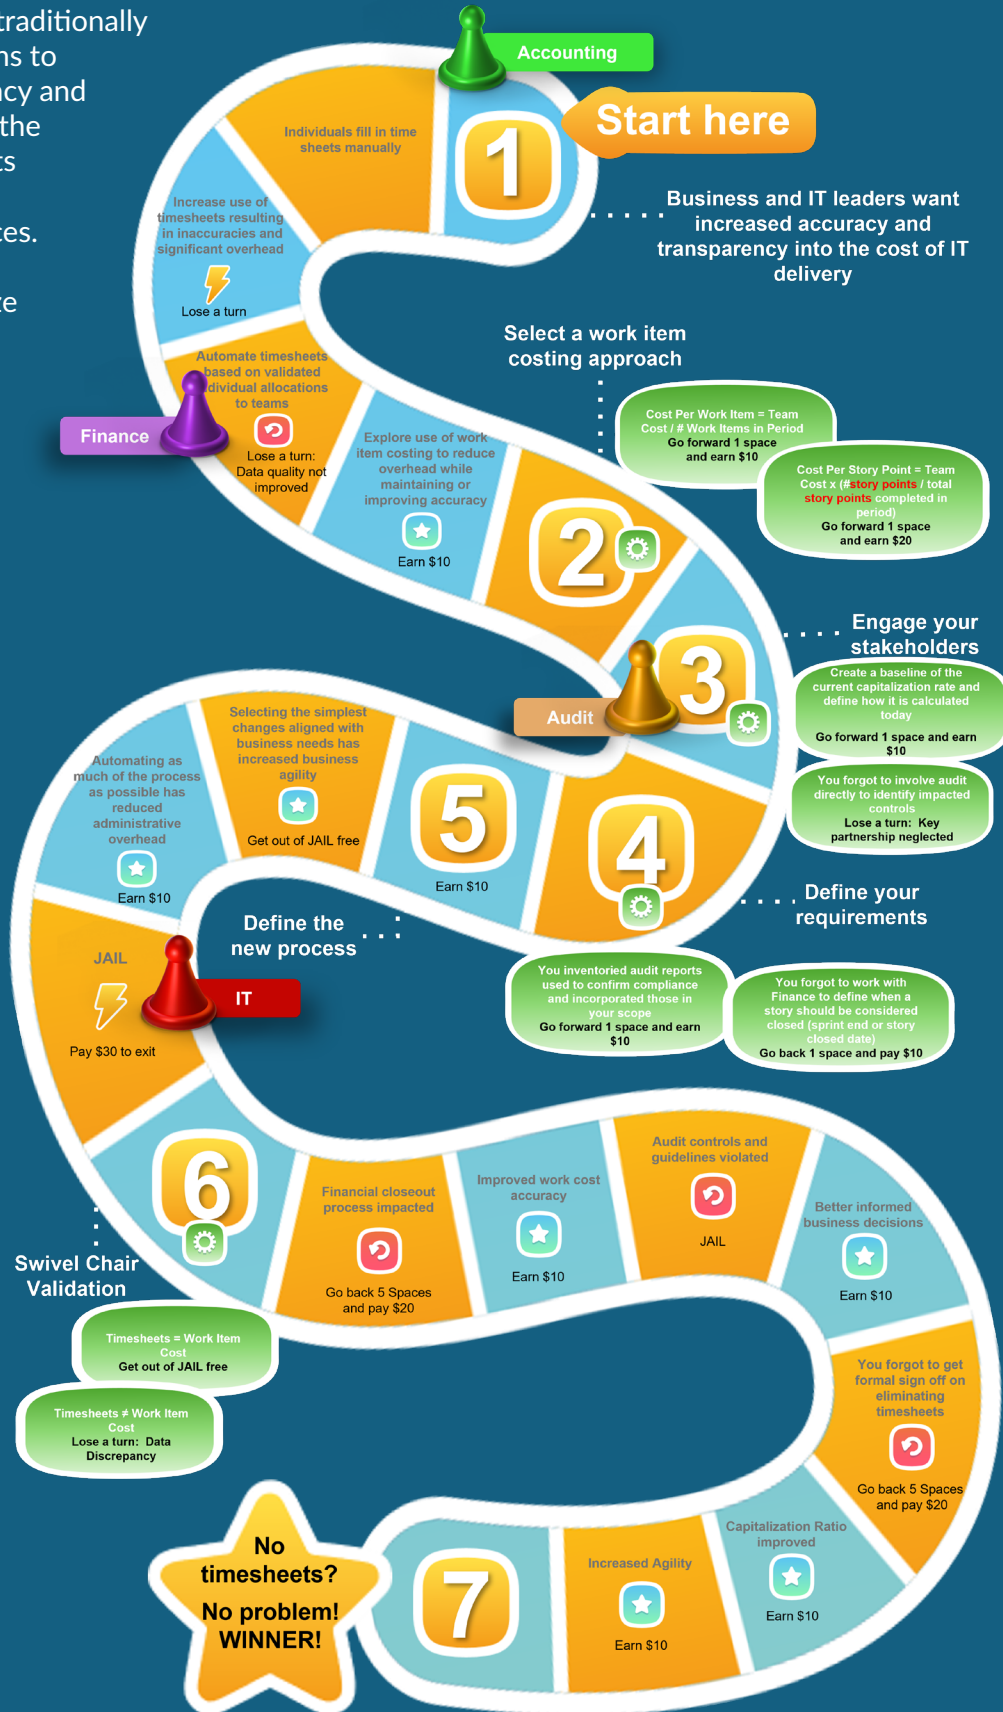 traditionally
ns to
acy and
the
ts
ces.
ze
Accounting
Start here
1
Individuals fill in time
sheets manually
Business and IT leaders want
increased accuracy and
transparency into the cost of IT
delivery
Increase use of
timesheets resulting
in inaccuracies and
significant overhead
Lose a turn
Automate timesheets
based on validated
individual allocations
to teams
Lose a turn:
Data quality not
improved
Finance
Explore use of work
item costing to reduce
overhead while
maintaining or
improving accuracy
Earn $10
Select a work item
costing approach
2
Cost Per Work Item = Team
Cost / # Work Items in Period
Go forward 1 space
and earn $10
Cost Per Story Point = Team
Cost x (#story points / total
story points completed in
period)
Go forward 1 space
and earn $20
Engage your
stakeholders
3
Audit
Create a baseline of the
current capitalization rate and
define how it is calculated
today
Go forward 1 space and earn
$10
You forgot to involve audit
directly to identify impacted
controls
Lose a turn: Key
partnership neglected
4
Define your
requirements
You inventoried audit reports
used to confirm compliance
and incorporated those in
your scope
Go forward 1 space and earn
$10
You forgot to work with
Finance to define when a
story should be considered
closed (sprint end or story
closed date)
Go back 1 space and pay $10
5
Earn $10
Define the
new process
Selecting the simplest
changes aligned with
business needs has
increased business
agility
Get out of JAIL free
Automating as
much of the process
as possible has
reduced
administrative
overhead
Earn $10
JAIL
Pay $30 to exit
IT
6
Swivel Chair
Validation
Timesheets = Work Item
Cost
Get out of JAIL free
Timesheets ≠ Work Item
Cost
Lose a turn: Data
Discrepancy
Financial closeout
process impacted
Go back 5 Spaces
and pay $20
Improved work cost
accuracy
Earn $10
Audit controls and
guidelines violated
JAIL
Better informed
business decisions
Earn $10
You forgot to get
formal sign off on
eliminating
timesheets
Go back 5 Spaces
and pay $20
Capitalization Ratio
improved
Earn $10
Increased Agility
Earn $10
7
No
timesheets?
No problem!
WINNER!